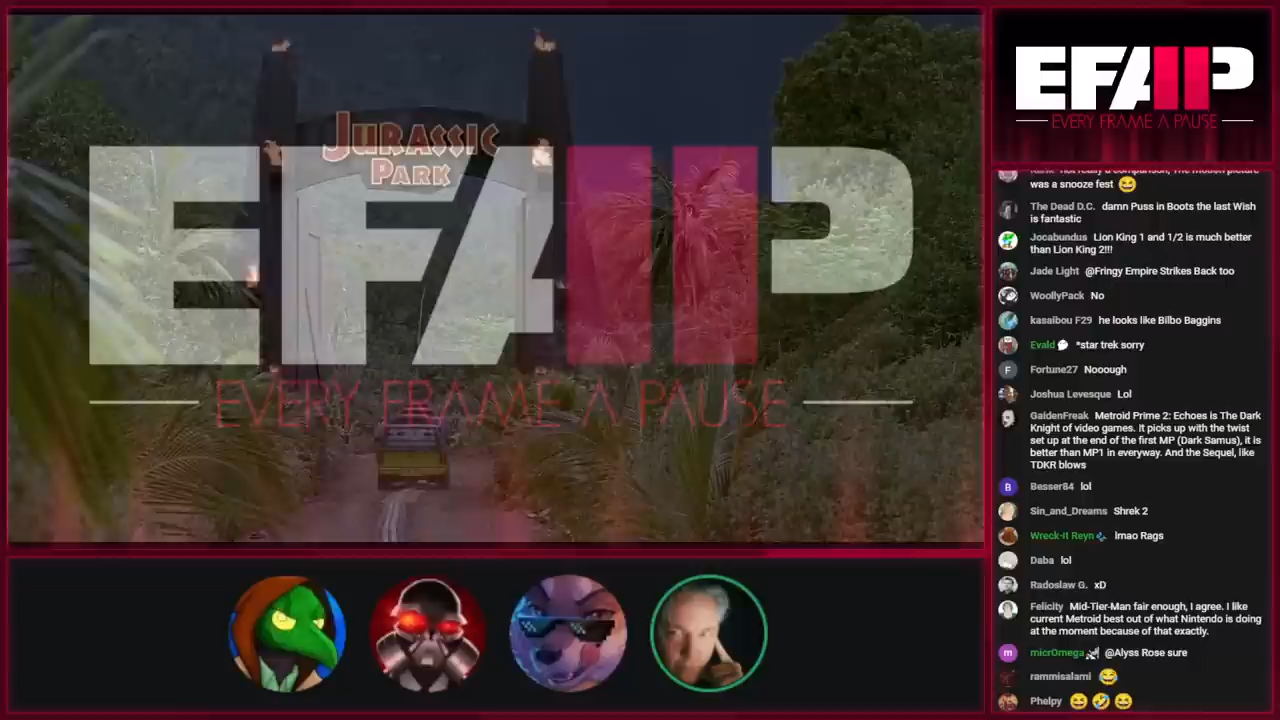 JURASSIC
PARK
EFAP
EVERY FRAME A PAUSE
EFAP
EVERY FRAME A PAUSE
was a snooze fest 😆
The Dead D.C. damn Puss in Boots the last Wish
is fantastic
Jocabundus Lion King 1 and 1/2 is much better
than Lion King 2!!!
Jade Light @Fringy Empire Strikes Back too
WoollyPack No
kasaibou F29 he looks like Bilbo Baggins
Evald *star trek sorry
F Fortune27 Nooough
Joshua Levesque Lol
GaidenFreak Metroid Prime 2: Echoes is The Dark
Knight of video games. It picks up with the twist
set up at the end of the first MP (Dark Samus), it is
better than MP1 in everyway. And the Sequel, like
TDKR blows
B Besser84 lol
Sin_and_Dreams Shrek 2
Wreck-It Reyn lmao Rags
Daba lol
Radoslaw G. xD
Felicity Mid-Tier-Man fair enough, I agree. I like
current Metroid best out of what Nintendo is doing
at the moment because of that exactly.
m micrOmega @Alyss Rose sure
rammisalami 😂
Phelpy 😆 🤣 😆